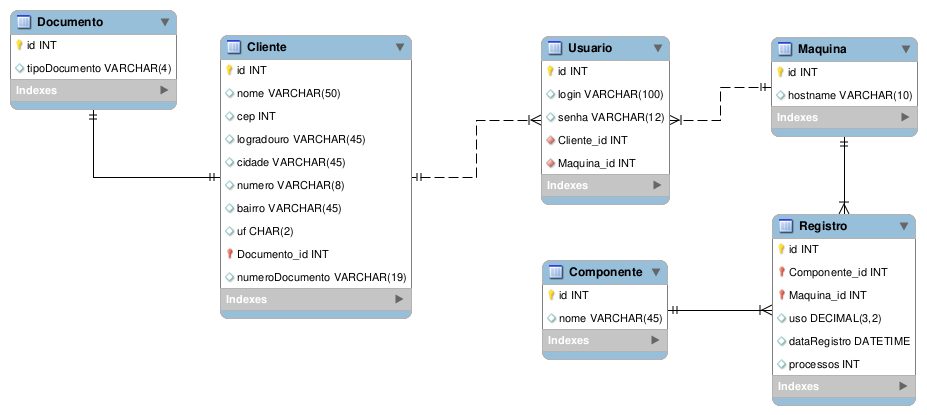 Documento
id INT
tipoDocumento VARCHAR(4)
Indexes
Cliente
id INT
nome VARCHAR(50)
cep INT
logradouro VARCHAR(45)
cidade VARCHAR(45)
numero VARCHAR(8)
bairro VARCHAR(45)
uf CHAR(2)
Documento_id INT
numeroDocumento VARCHAR(19)
Indexes
Usuario
id INT
login VARCHAR(100)
senha VARCHAR(12)
Cliente_id INT
Maquina_id INT
Indexes
Maquina
id INT
hostname VARCHAR(10)
Indexes
Componente
id INT
nome VARCHAR(45)
Indexes
Registro
id INT
Componente_id INT
Maquina_id INT
uso DECIMAL(3,2)
dataRegistro DATETIME
processos INT
Indexes